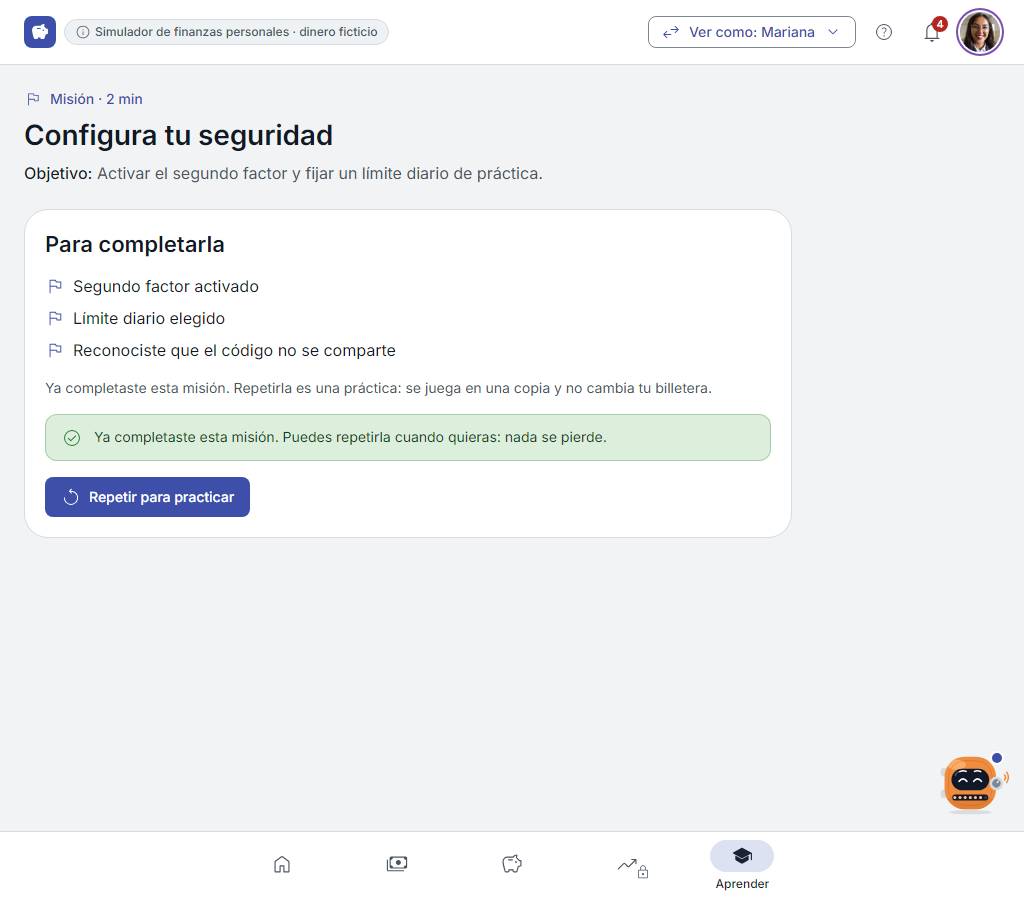 Simulador de finanzas personales · dinero ficticio
Ver como: Mariana
4
Misión · 2 min
Configura tu seguridad
Objetivo: Activar el segundo factor y fijar un límite diario de práctica.
Para completarla
Segundo factor activado
Límite diario elegido
Reconociste que el código no se comparte
Ya completaste esta misión. Repetirla es una práctica: se juega en una copia y no cambia tu billetera.
Ya completaste esta misión. Puedes repetirla cuando quieras: nada se pierde.
Repetir para practicar
Aprender